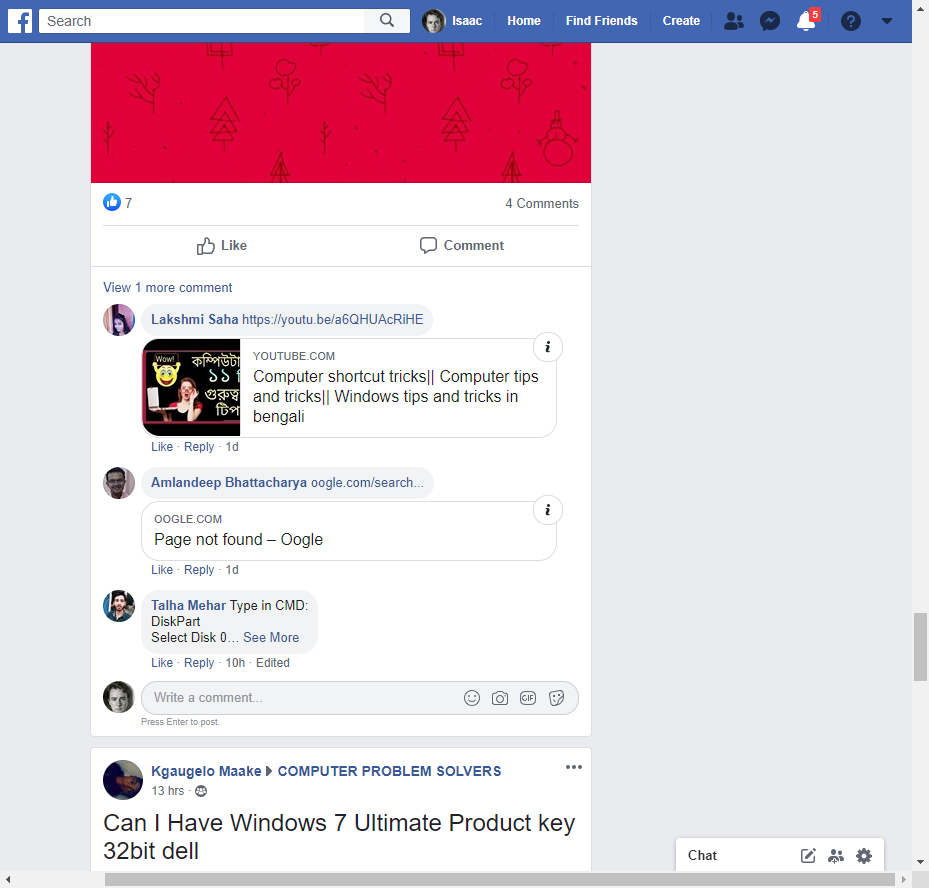 Search
Isaac
Home
Find Friends
Create
5
7
4 Comments
Like
Comment
View 1 more comment
Lakshmi Saha https://youtu.be/a6QHUAcRiHE
Wow!
কম্পিউটা
১১
গুরুত্ব
টিপ
YOUTUBE.COM
Computer shortcut tricks|| Computer tips
and tricks|| Windows tips and tricks in
bengali
Like · Reply · 1d
Amlandeep Bhattacharya oogle.com/search...
OOGLE.COM
Page not found – Oogle
Like · Reply · 1d
Talha Mehar Type in CMD:
DiskPart
Select Disk 0... See More
Like · Reply · 10h · Edited
Write a comment...
GIF
Press Enter to post.
Kgaugelo Maake COMPUTER PROBLEM SOLVERS
13 hrs ·
Can I Have Windows 7 Ultimate Product key
32bit dell
Chat